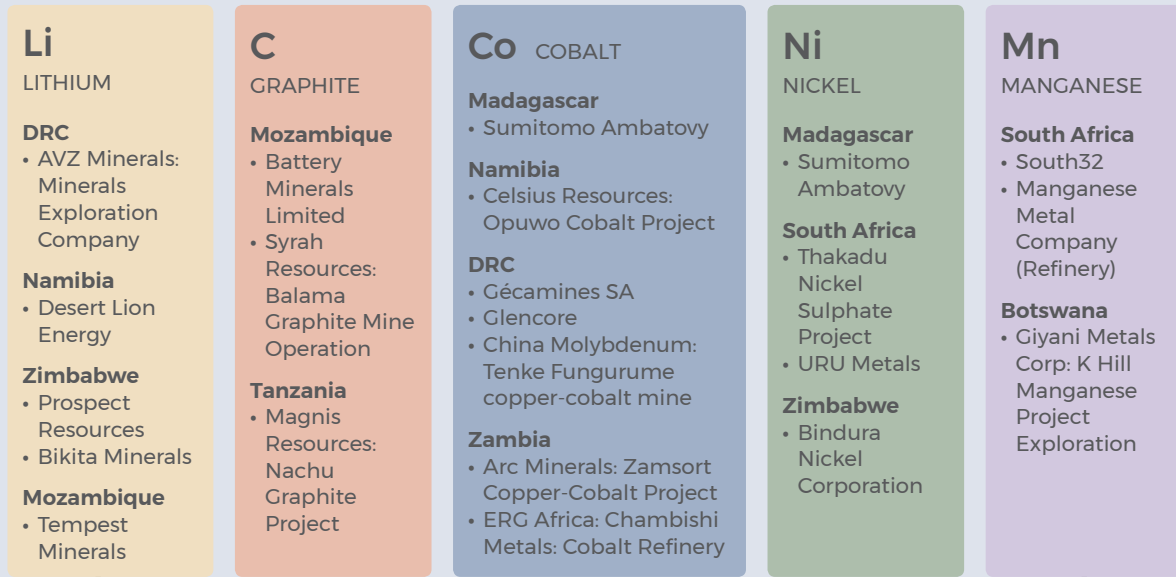 Li
LITHIUM
DRC
• AVZ Minerals:
Minerals
Exploration
Company
Namibia
• Desert Lion
Energy
Zimbabwe
• Prospect
Resources
• Bikita Minerals
Mozambique
• Tempest
Minerals
C
GRAPHITE
Mozambique
• Battery
Minerals
Limited
• Syrah
Resources:
Balama
Graphite Mine
Operation
Tanzania
• Magnis
Resources:
Nachu
Graphite
Project
Co COBALT
Madagascar
• Sumitomo Ambatovy
Namibia
• Celsius Resources:
Opuwo Cobalt Project
DRC
• Gécamines SA
• Glencore
• China Molybdenum:
Tenke Fungurume
copper-cobalt mine
Zambia
• Arc Minerals: Zamsort
Copper-Cobalt Project
• ERG Africa: Chambishi
Metals: Cobalt Refinery
Ni
NICKEL
Madagascar
• Sumitomo
Ambatovy
South Africa
• Thakadu
Nickel
Sulphate
Project
• URU Metals
Zimbabwe
• Bindura
Nickel
Corporation
Mn
MANGANESE
South Africa
• South32
• Manganese
Metal
Company
(Refinery)
Botswana
• Giyani Metals
Corp: K Hill
Manganese
Project
Exploration